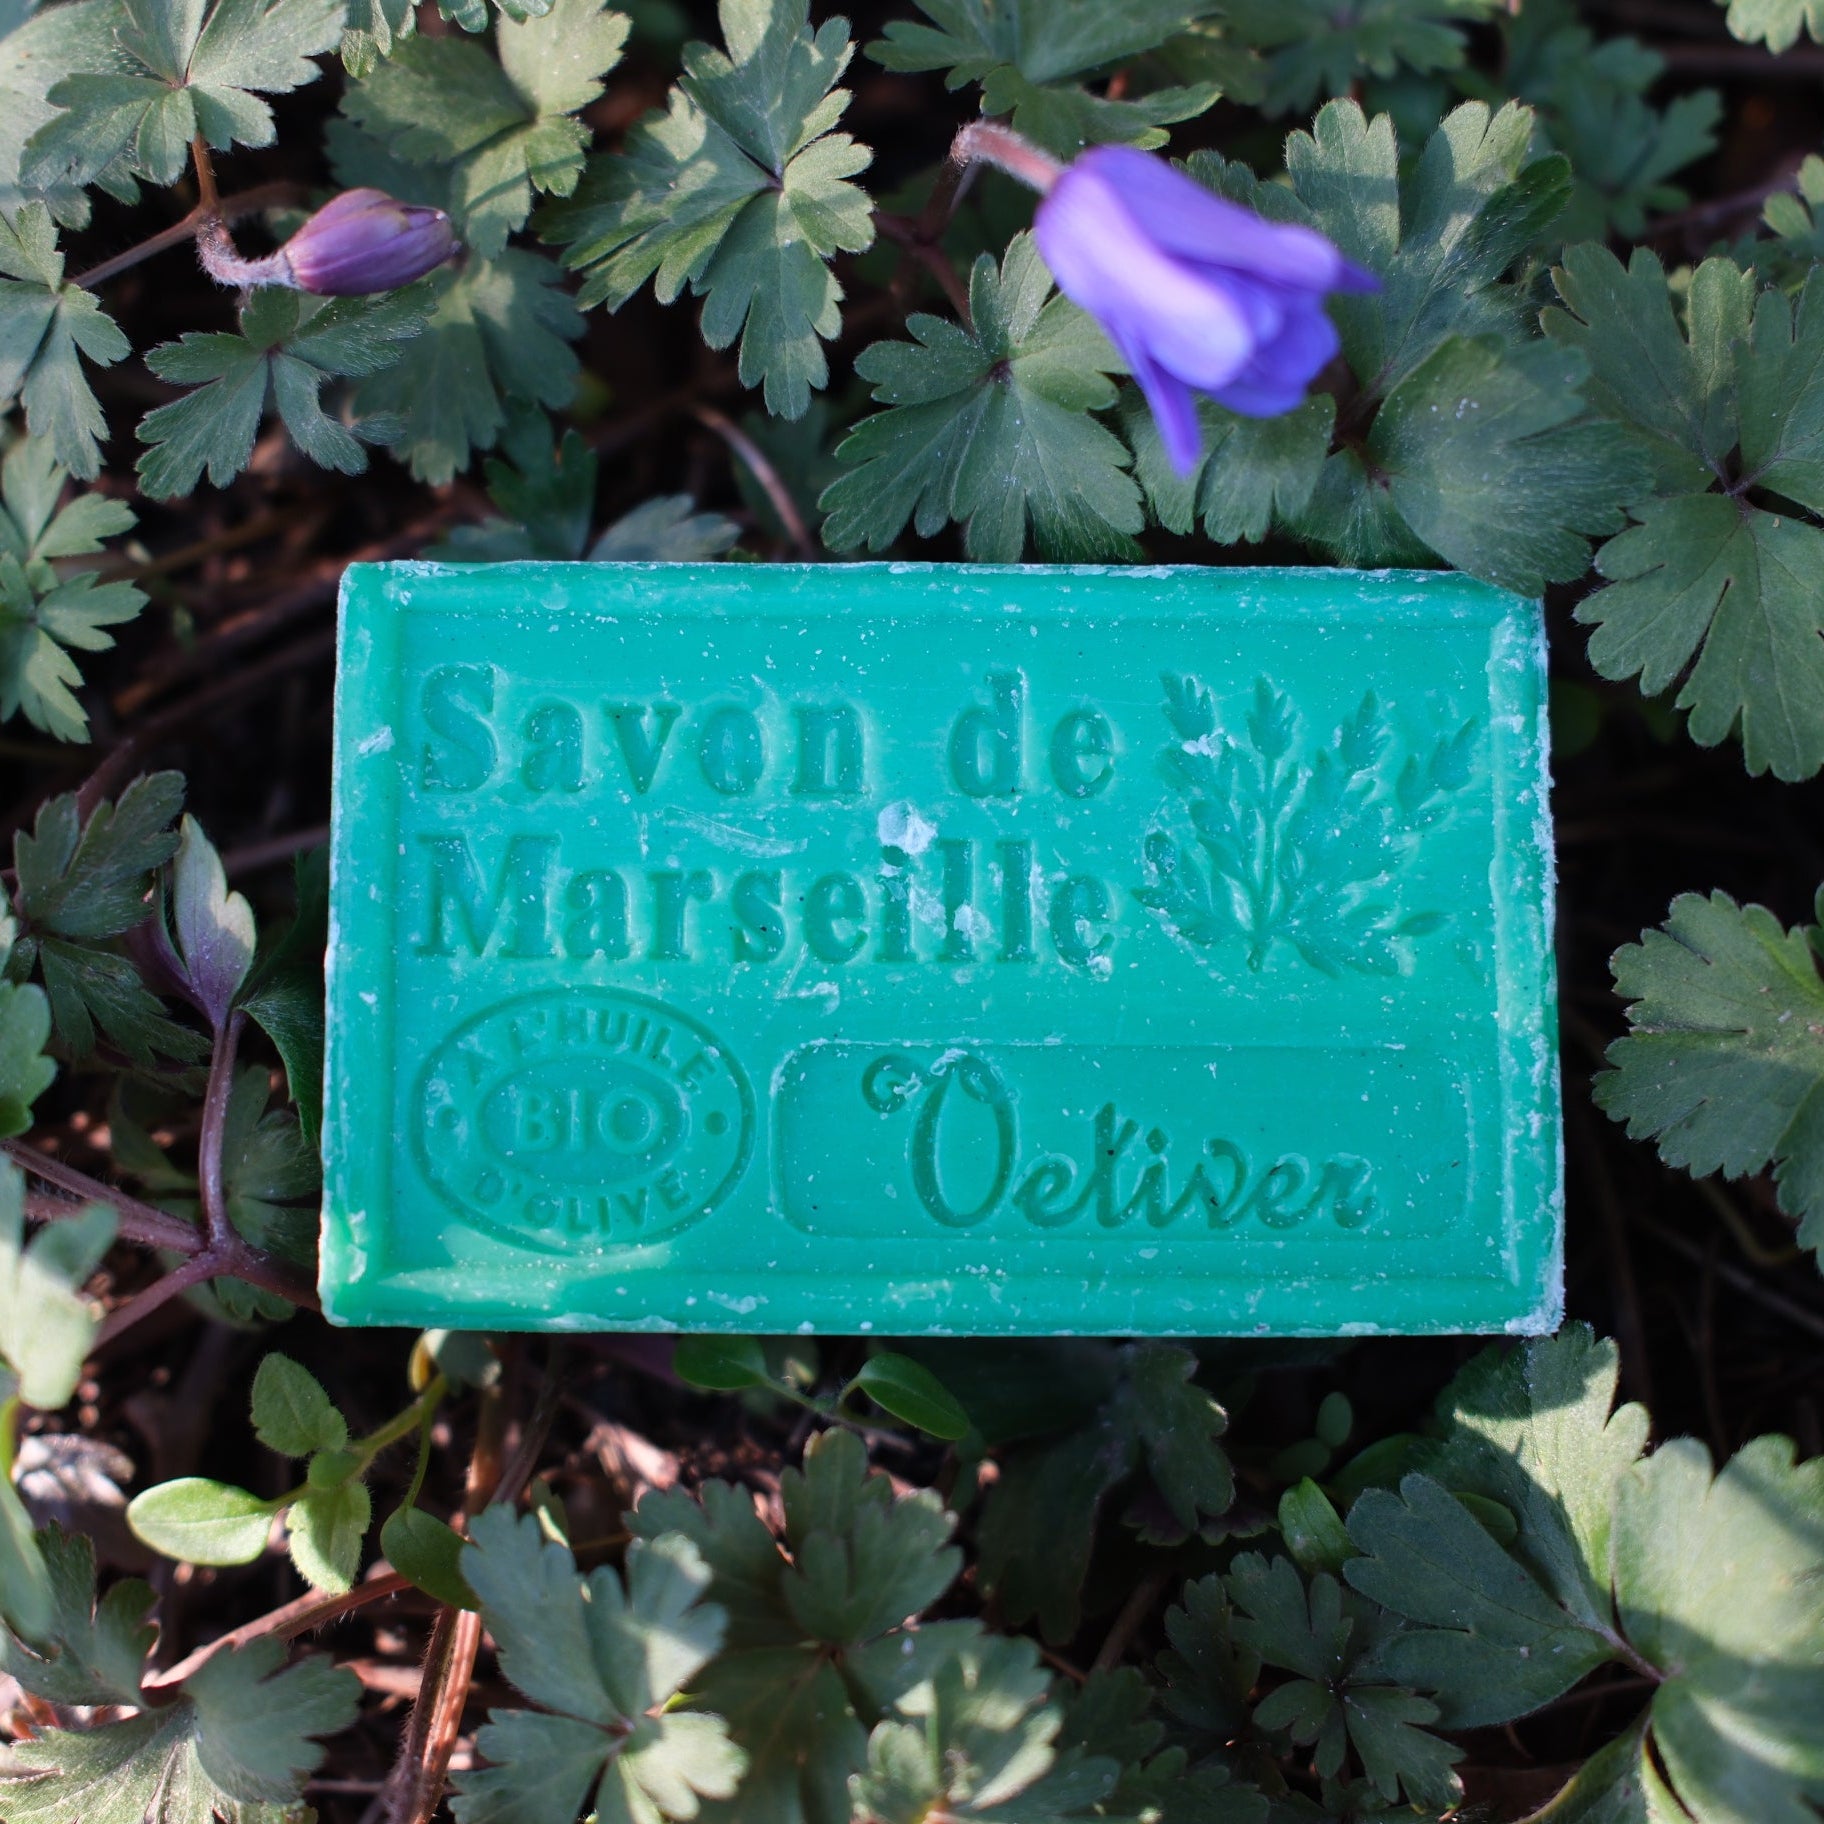 Savon de
Marseille
A L'HUILE
BIO
D'OLIVE
Vetiver